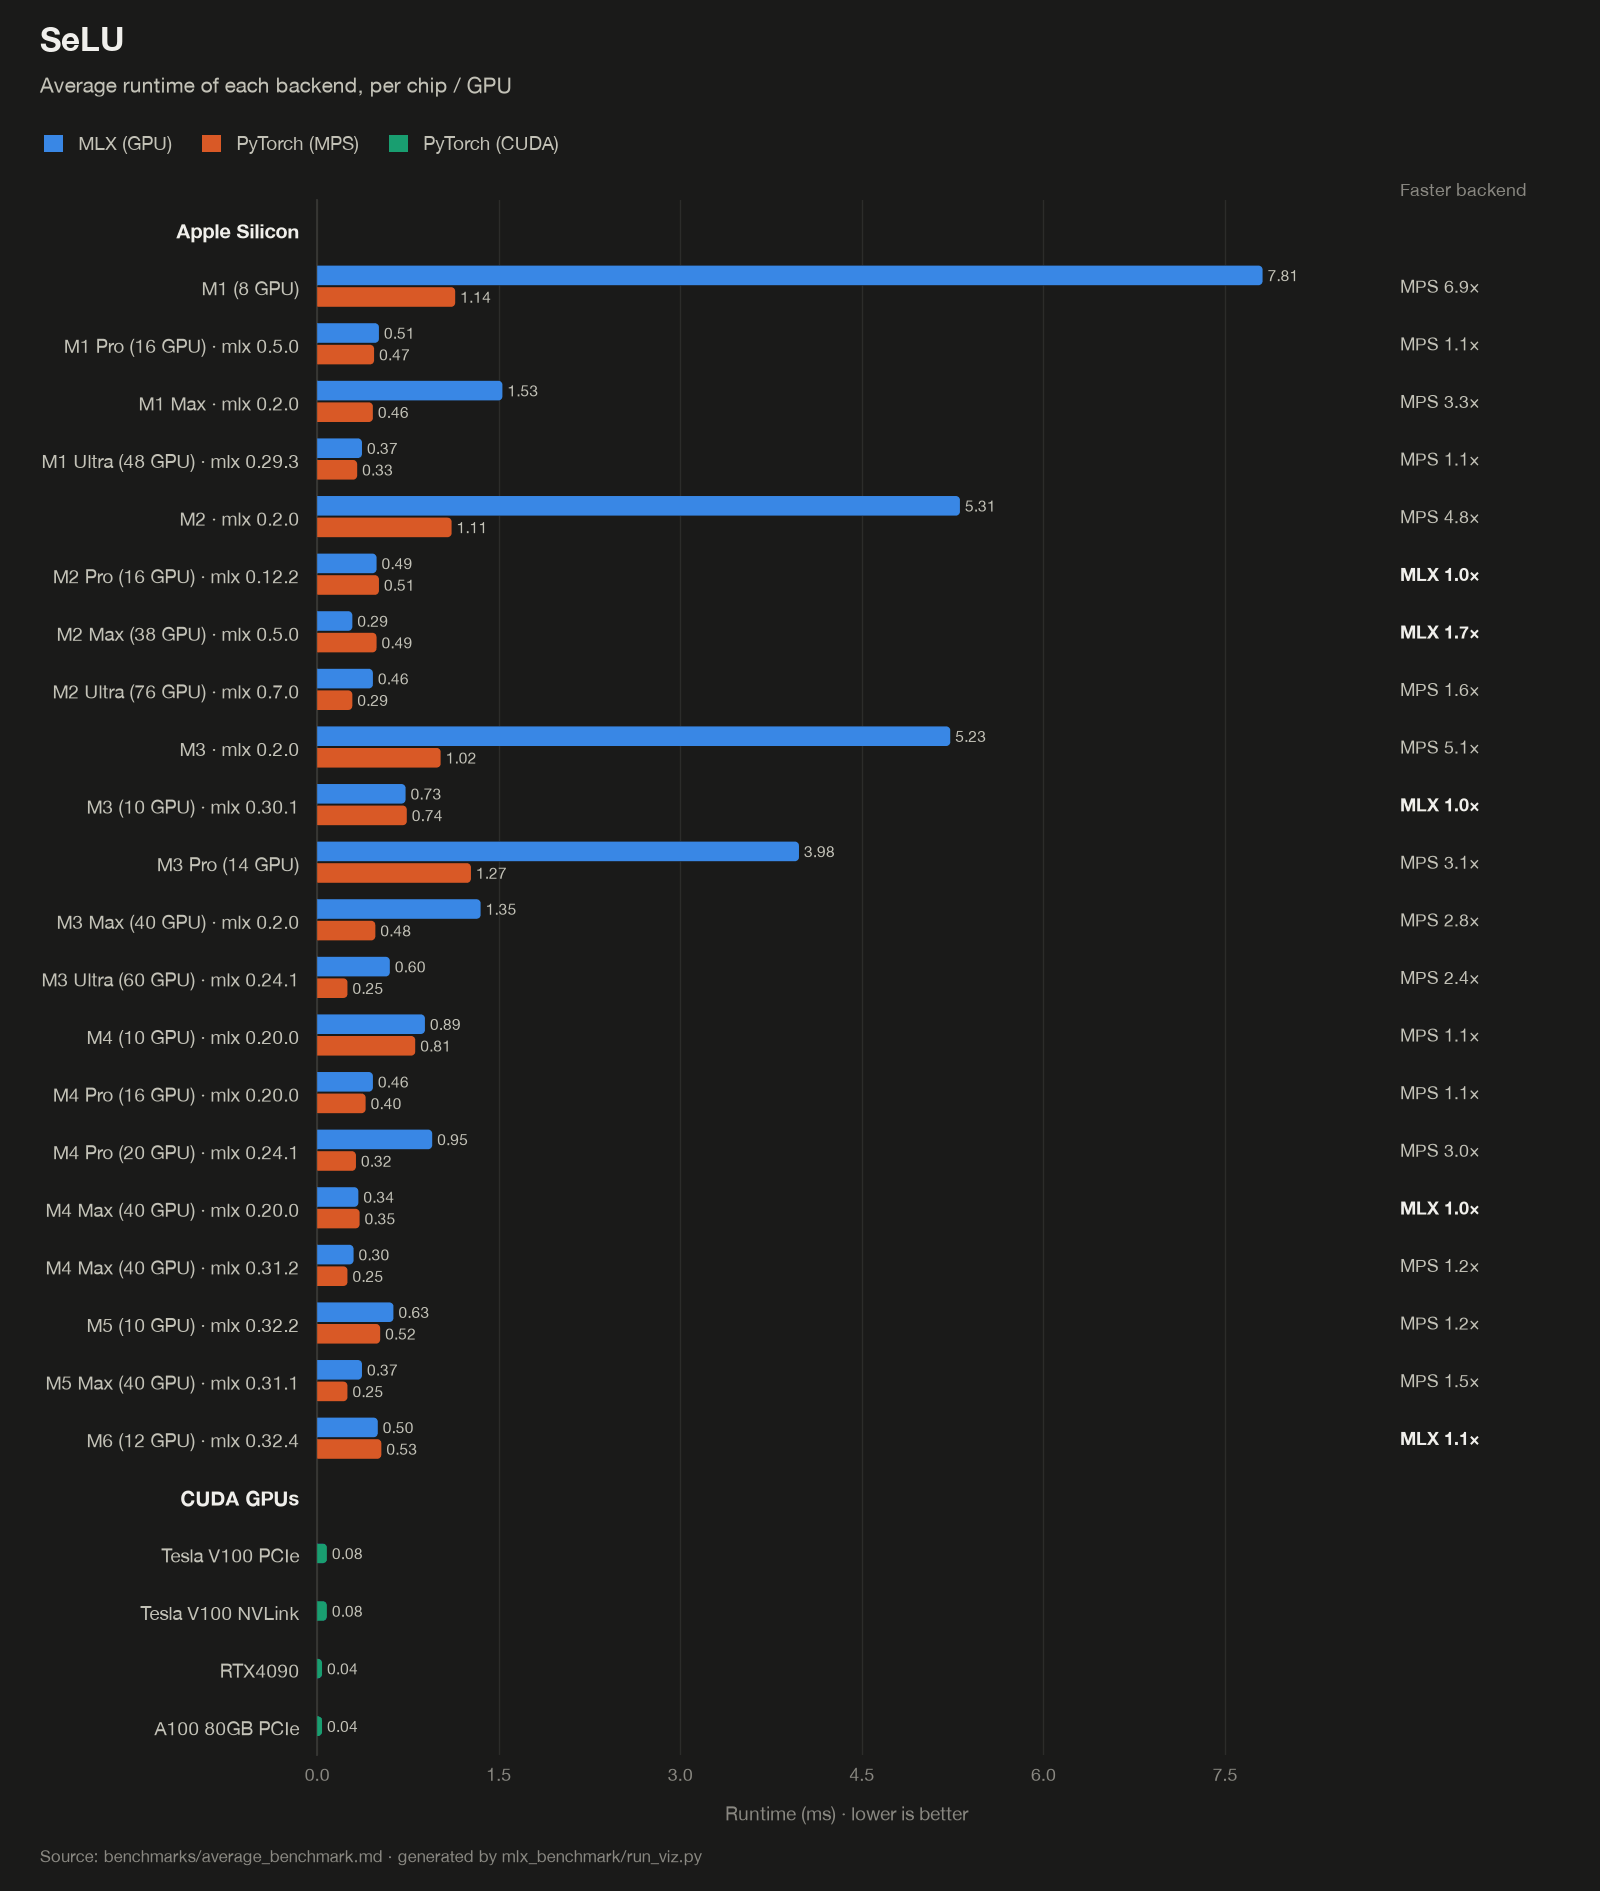 SeLU
Average runtime of each backend, per chip / GPU
MLX (GPU) PyTorch (MPS) PyTorch (CUDA)
Faster backend
Apple Silicon
M1 (8 GPU) 7.81 1.14 MPS 6.9×
M1 Pro (16 GPU) · mlx 0.5.0 0.51 0.47 MPS 1.1×
M1 Max · mlx 0.2.0 1.53 0.46 MPS 3.3×
M1 Ultra (48 GPU) · mlx 0.29.3 0.37 0.33 MPS 1.1×
M2 · mlx 0.2.0 5.31 1.11 MPS 4.8×
M2 Pro (16 GPU) · mlx 0.12.2 0.49 0.51 MLX 1.0×
M2 Max (38 GPU) · mlx 0.5.0 0.29 0.49 MLX 1.7×
M2 Ultra (76 GPU) · mlx 0.7.0 0.46 0.29 MPS 1.6×
M3 · mlx 0.2.0 5.23 1.02 MPS 5.1×
M3 (10 GPU) · mlx 0.30.1 0.73 0.74 MLX 1.0×
M3 Pro (14 GPU) 3.98 1.27 MPS 3.1×
M3 Max (40 GPU) · mlx 0.2.0 1.35 0.48 MPS 2.8×
M3 Ultra (60 GPU) · mlx 0.24.1 0.60 0.25 MPS 2.4×
M4 (10 GPU) · mlx 0.20.0 0.89 0.81 MPS 1.1×
M4 Pro (16 GPU) · mlx 0.20.0 0.46 0.40 MPS 1.1×
M4 Pro (20 GPU) · mlx 0.24.1 0.95 0.32 MPS 3.0×
M4 Max (40 GPU) · mlx 0.20.0 0.34 0.35 MLX 1.0×
M4 Max (40 GPU) · mlx 0.31.2 0.30 0.25 MPS 1.2×
M5 (10 GPU) · mlx 0.32.2 0.63 0.52 MPS 1.2×
M5 Max (40 GPU) · mlx 0.31.1 0.37 0.25 MPS 1.5×
M6 (12 GPU) · mlx 0.32.4 0.50 0.53 MLX 1.1×
CUDA GPUs
Tesla V100 PCIe 0.08
Tesla V100 NVLink 0.08
RTX4090 0.04
A100 80GB PCIe 0.04
0.0 1.5 3.0 4.5 6.0 7.5
Runtime (ms) · lower is better
Source: benchmarks/average_benchmark.md · generated by mlx_benchmark/run_viz.py